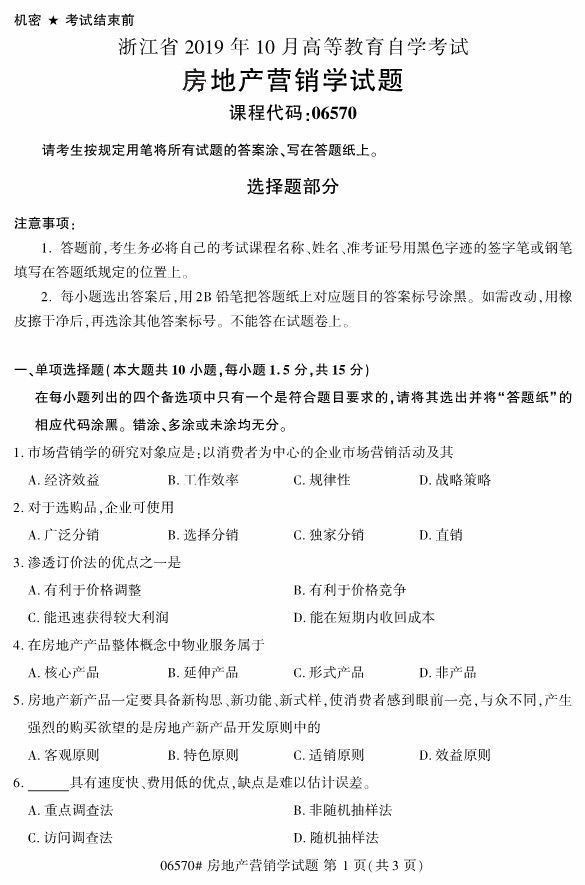 机密 ★ 考试结束前
浙江省 2019 年 10 月高等教育自学考试
房地产营销学试题
课程代码:06570
请考生按规定用笔将所有试题的答案涂、写在答题纸上。
选择题部分
注意事项:
1. 答题前,考生务必将自己的考试课程名称、姓名、准考证号用黑色字迹的签字笔或钢笔
填写在答题纸规定的位置上。
2. 每小题选出答案后,用 2B 铅笔把答题纸上对应题目的答案标号涂黑。如需改动,用橡
皮擦干净后,再选涂其他答案标号。不能答在试题卷上。
一、单项选择题(本大题共 10 小题,每小题 1.5 分,共 15 分)
在每小题列出的四个备选项中只有一个是符合题目要求的,请将其选出并将“答题纸”的
相应代码涂黑。错涂、多涂或未涂均无分。
1. 市场营销学的研究对象应是:以消费者为中心的企业市场营销活动及其
A. 经济效益 B. 工作效率 C. 规律性 D. 战略策略
2. 对于选购品,企业可使用
A. 广泛分销 B. 选择分销 C. 独家分销 D. 直销
3. 渗透订价法的优点之一是
A. 有利于价格调整 B. 有利于价格竞争
C. 能迅速获得较大利润 D. 能在短期内收回成本
4. 在房地产产品整体概念中物业服务属于
A. 核心产品 B. 延伸产品 C. 形式产品 D. 非产品
5. 房地产新产品一定要具备新构思、新功能、新式样,使消费者感到眼前一亮,与众不同,产生
强烈的购买欲望的是房地产新产品开发原则中的
A. 客观原则 B. 特色原则 C. 适销原则 D. 效益原则
6. ______具有速度快、费用低的优点,缺点是难以估计误差。
A. 重点调查法 B. 非随机抽样法
C. 访问调查法 D. 随机抽样法
06570# 房地产营销学试题 第 1 页(共 3 页)